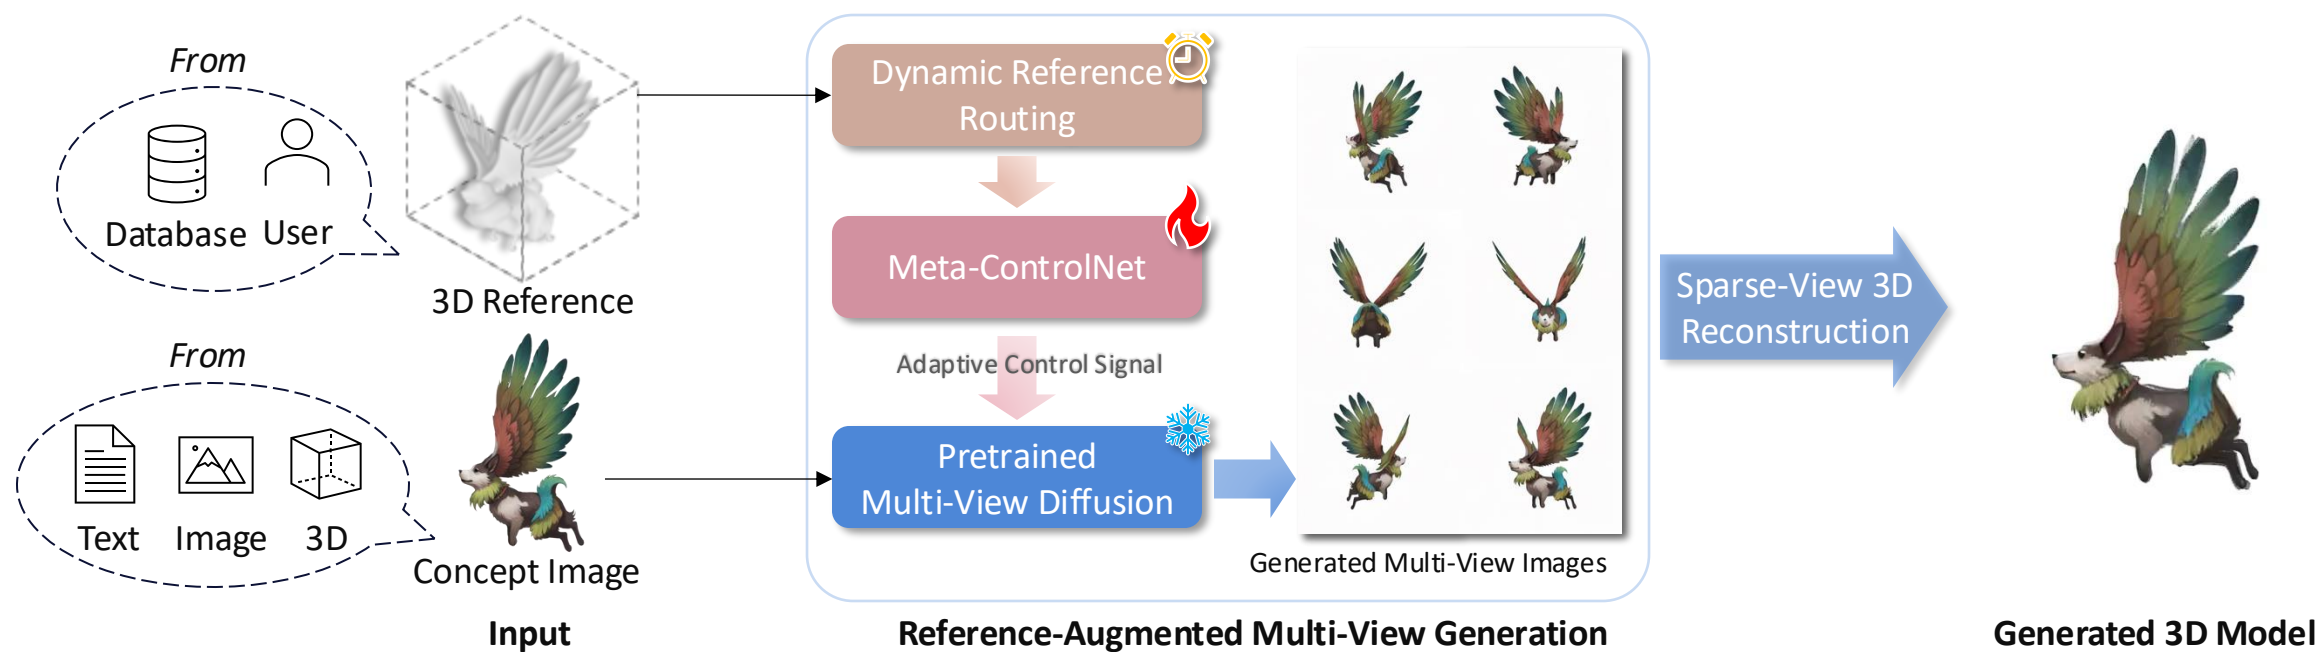 From
Database
User
3D Reference
From
Text
Image
3D
Concept Image
Input
Dynamic Reference
Routing
Meta-ControlNet
Adaptive Control Signal
Pretrained
Multi-View Diffusion
Generated Multi-View Images
Reference-Augmented Multi-View Generation
Sparse-View 3D
Reconstruction
Generated 3D Model